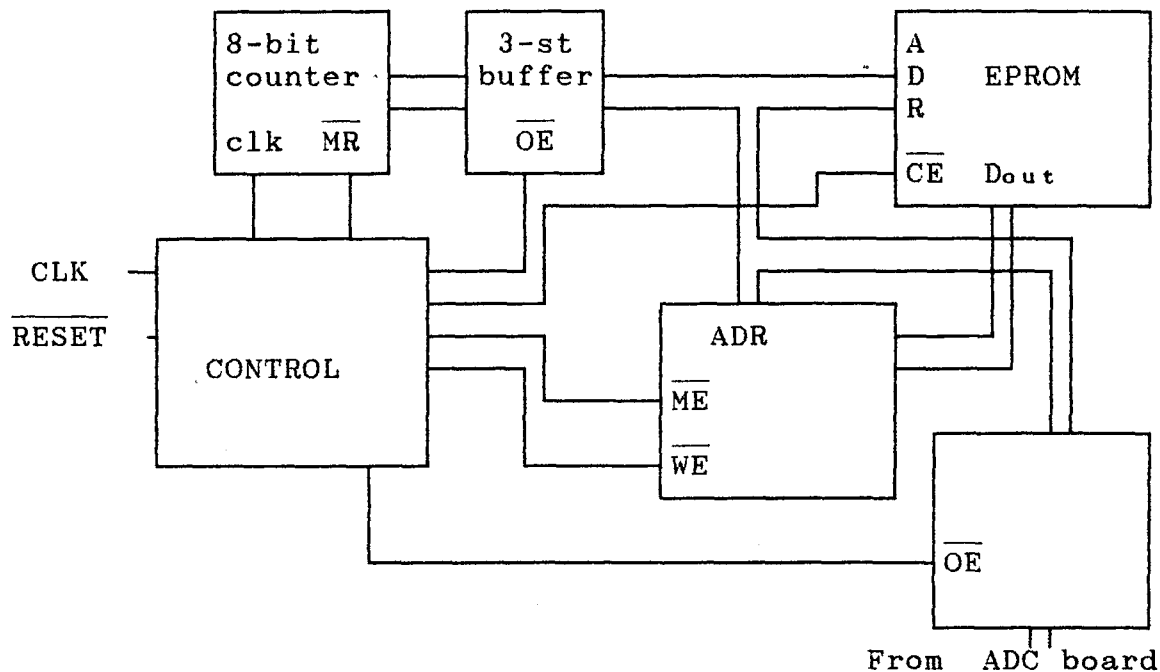 8-bit
counter
clk MR
3-st
buffer
OE
A
D EPROM
R
CE Dout
CLK
RESET
CONTROL
ADR
ME
WE
OE
From ADC board